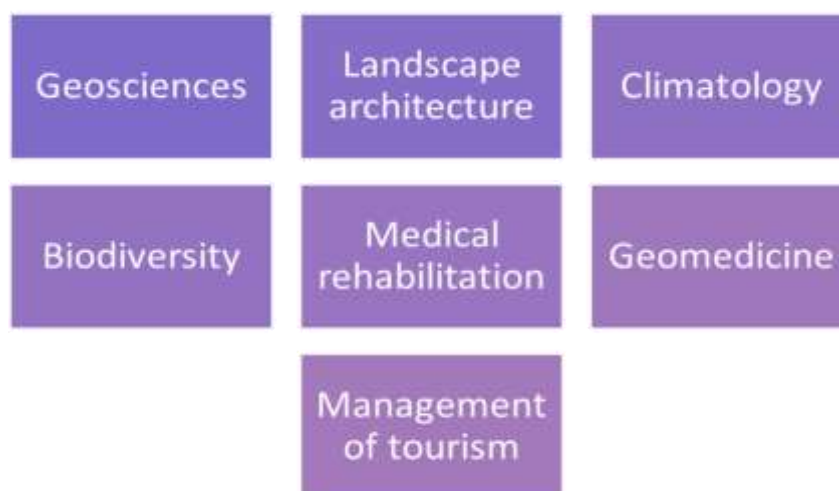 Geosciences
Landscape
architecture
Climatology
Biodiversity
Medical
rehabilitation
Geomedicine
Management
of tourism